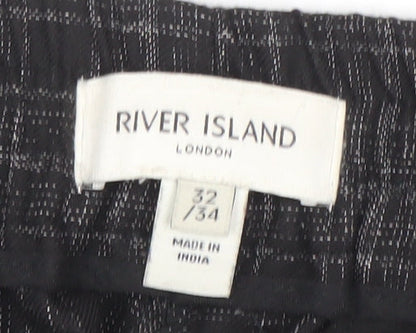 RIVER ISLAND
LONDON
32
/34
MADE IN
INDIA